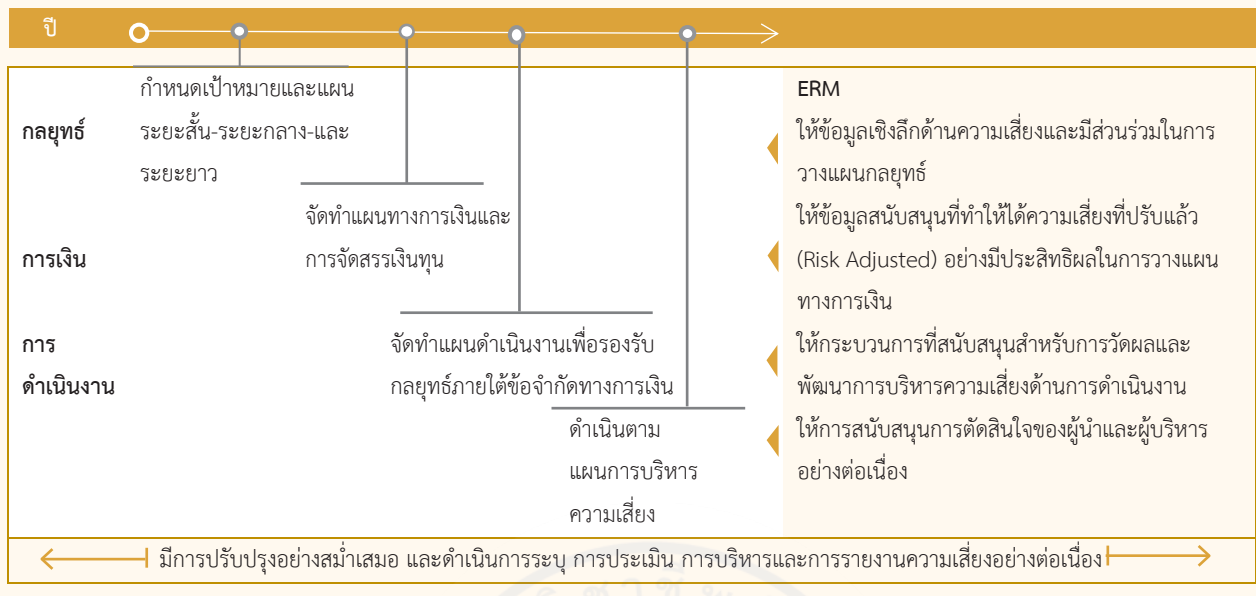 ปี
กำหนดเป้าหมายและแผน
กลยุทธ์
ระยะสั้น-ระยะกลาง-และ
ระยะยาว
จัดทำแผนทางการเงินและ
การเงิน
การจัดสรรเงินทุน
การ
ดำเนินงาน
จัดทำแผนดำเนินงานเพื่อรองรับ
กลยุทธ์ภายใต้ข้อจำกัดทางการเงิน
ดำเนินตาม
แผนการบริหาร
ความเสี่ยง
ERM
ให้ข้อมูลเชิงลึกด้านความเสี่ยงและมีส่วนร่วมในการ
วางแผนกลยุทธ์
ให้ข้อมูลสนับสนุนที่ทำให้ได้ความเสี่ยงที่ปรับแล้ว
(Risk Adjusted) อย่างมีประสิทธิผลในการวางแผน
ทางการเงิน
ให้กระบวนการที่สนับสนุนสำหรับการวัดผลและ
พัฒนาการบริหารความเสี่ยงด้านการดำเนินงาน
ให้การสนับสนุนการตัดสินใจของผู้นำและผู้บริหาร
อย่างต่อเนื่อง
มีการปรับปรุงอย่างสม่ำเสมอ และดำเนินการระบุ การประเมิน การบริหารและการรายงานความเสี่ยงอย่างต่อเนื่อง